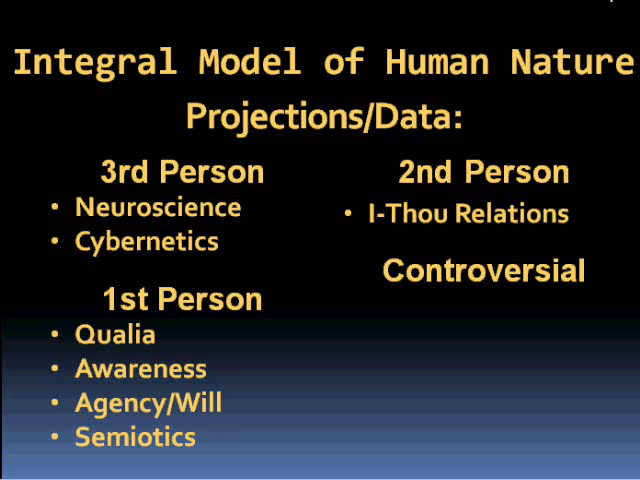 Integral Model of Human Nature
Projections/Data:
3rd Person
• Neuroscience
• Cybernetics
1st Person
• Qualia
• Awareness
• Agency/Will
• Semiotics
2nd Person
• I-Thou Relations
Controversial